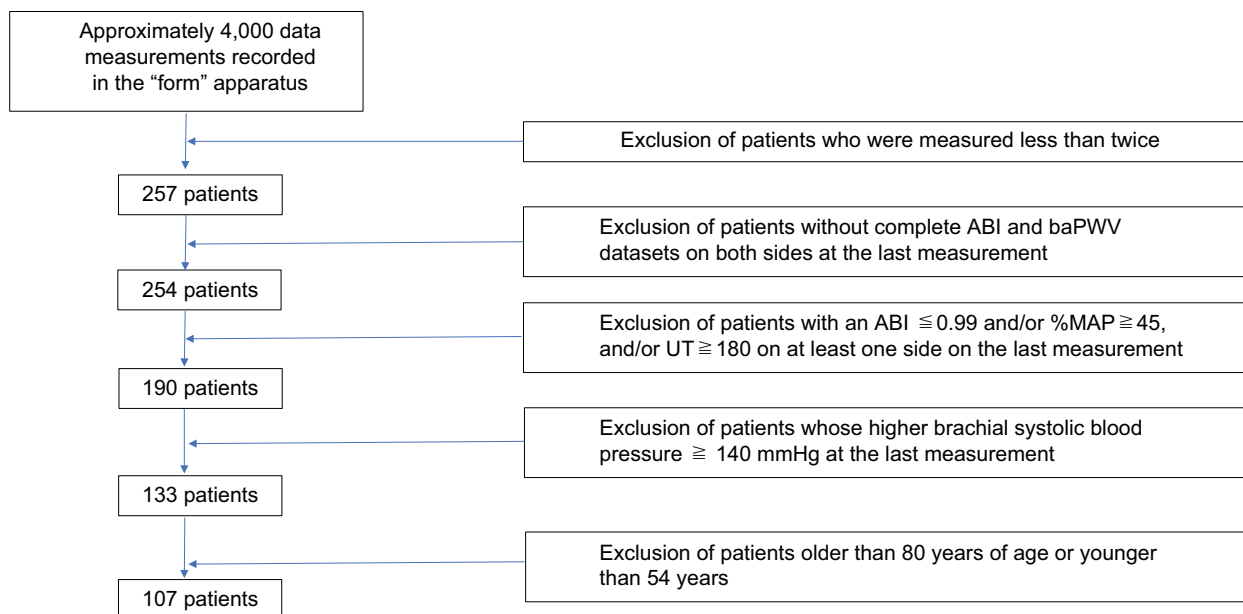 Approximately 4,000 data
measurements recorded
in the “form” apparatus
Exclusion of patients who were measured less than twice
257 patients
Exclusion of patients without complete ABI and baPWV
datasets on both sides at the last measurement
254 patients
Exclusion of patients with an ABI ≦0.99 and/or %MAP≧45,
and/or UT≧180 on at least one side on the last measurement
190 patients
Exclusion of patients whose higher brachial systolic blood
pressure ≧ 140 mmHg at the last measurement
133 patients
Exclusion of patients older than 80 years of age or younger
than 54 years
107 patients